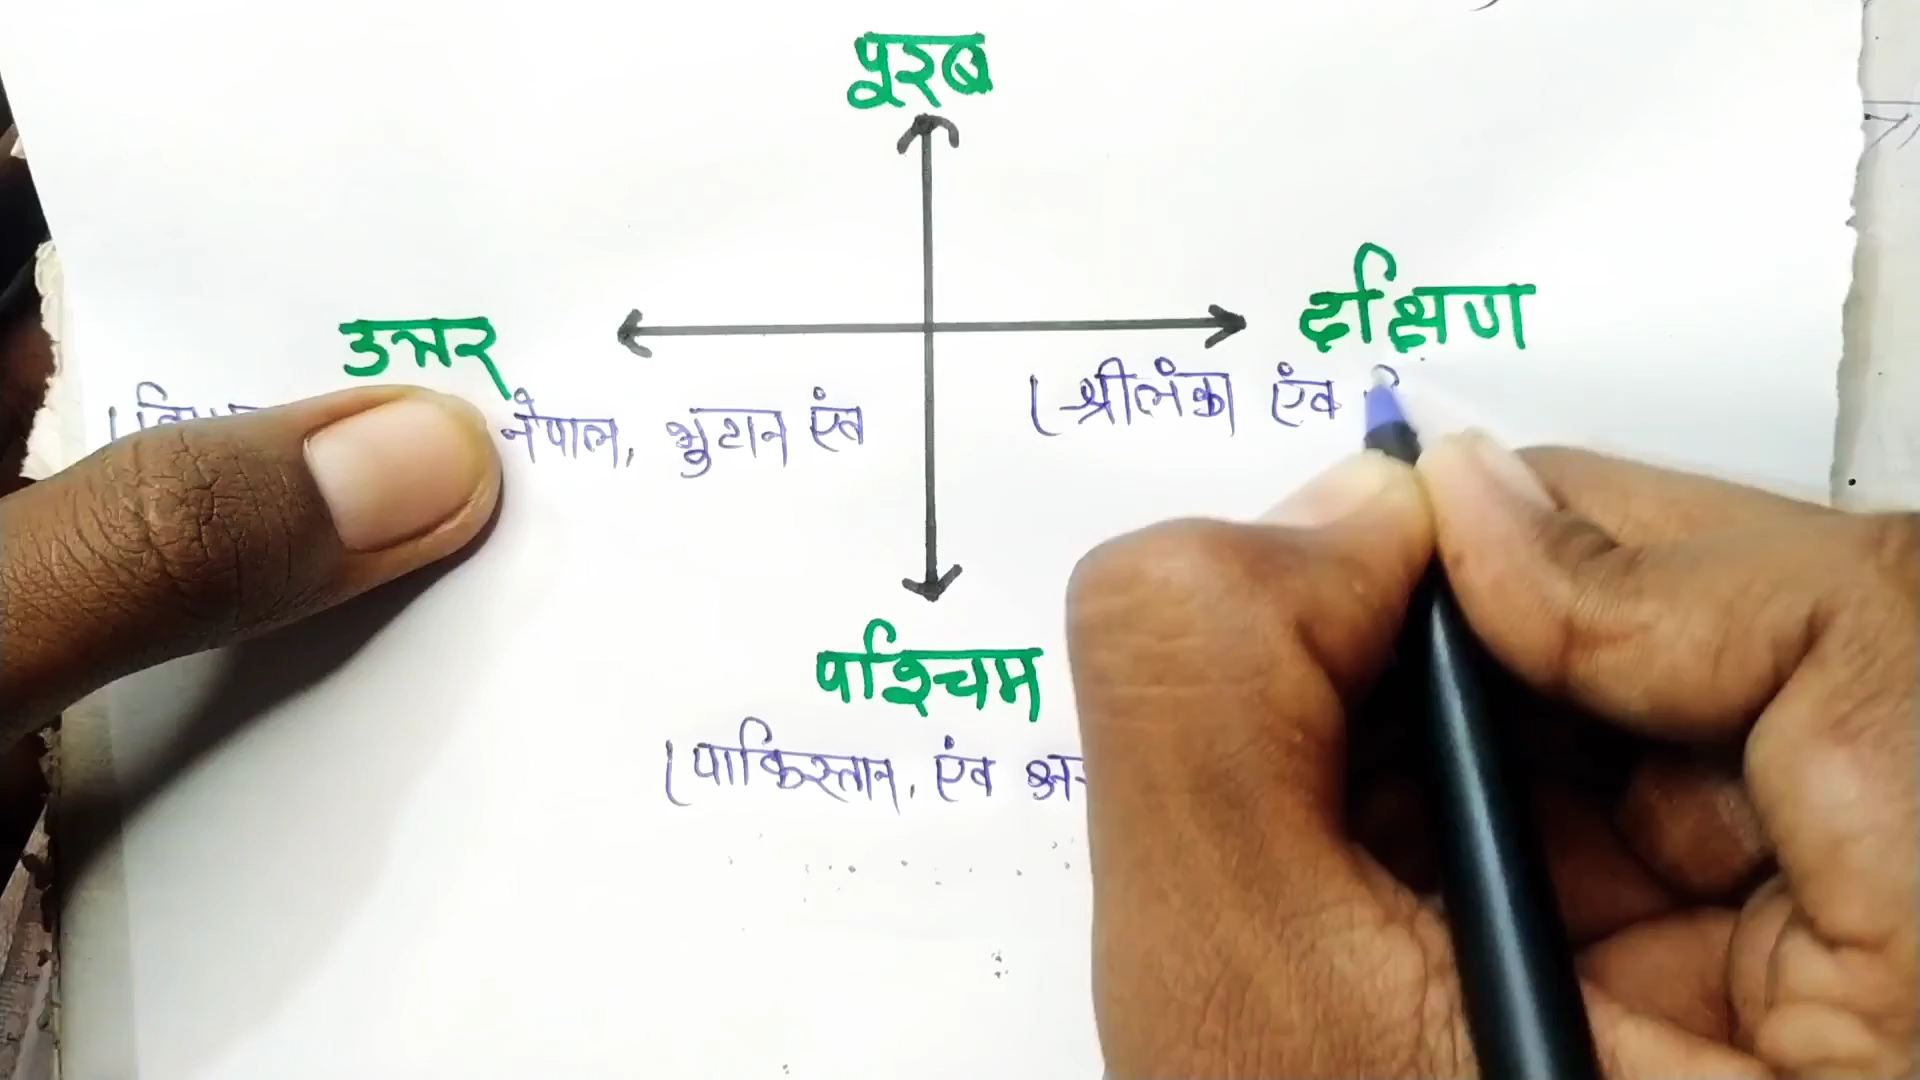 पूरब
उत्तर
दक्षिण
नेपाल, भुटान एंव
(श्रीलंका एंव
पश्चिम
(पाकिस्तान, एंव